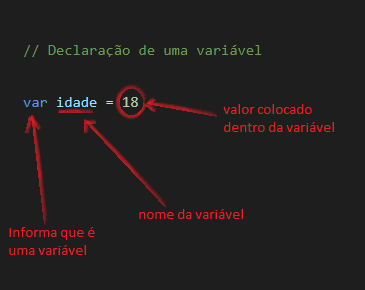 // Declaração de uma variável
var idade = 18
valor colocado
dentro da variável
nome da variável
Informa que é
uma variável